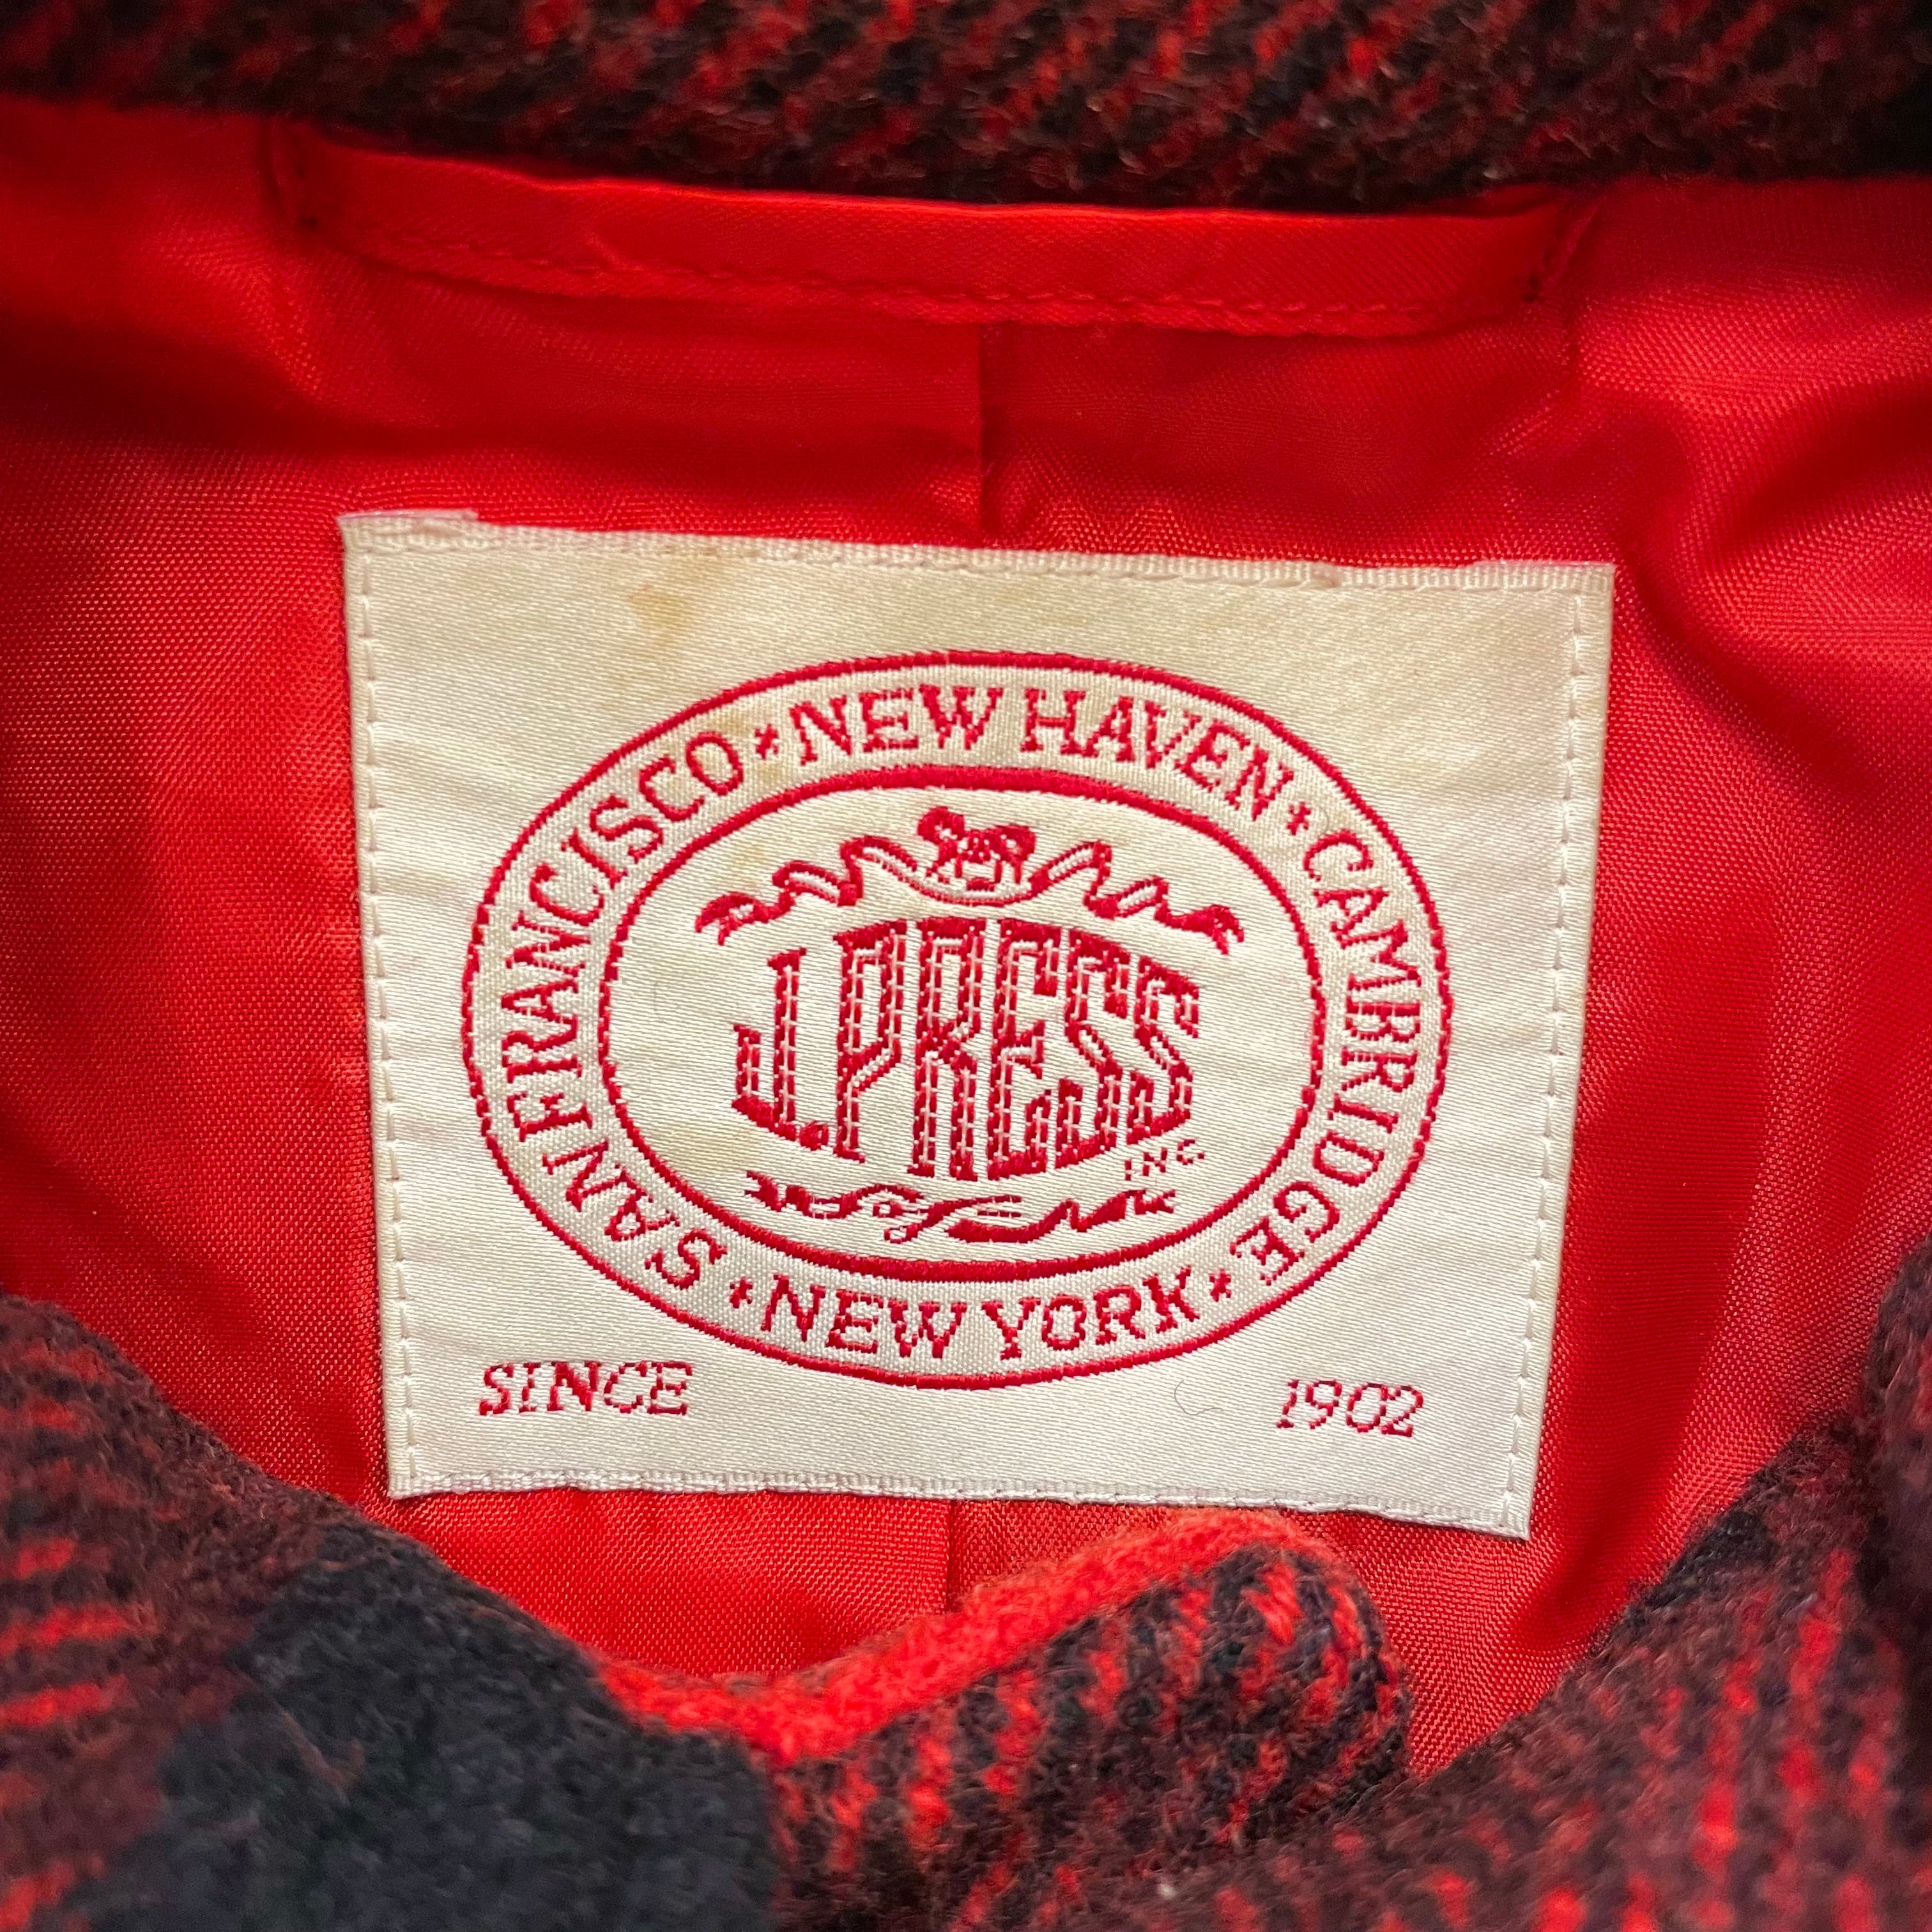 SAN FRANCISCO * NEW HAVEN * CAMBRIDGE * NEW YORK *
J. PRESS
INC.
SINCE 1902